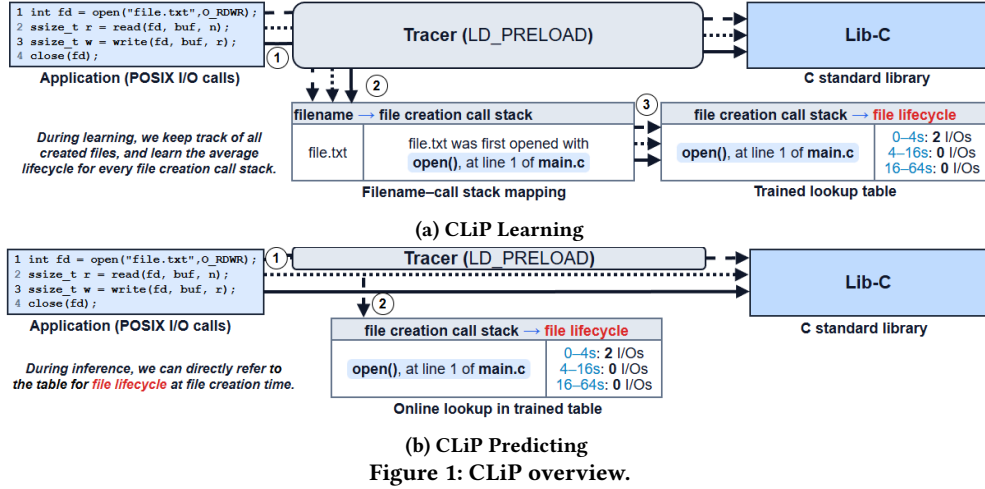 1 int fd = open("file.txt",O_RDWR);
2 ssize_t r = read(fd, buf, n);
3 ssize_t w = write(fd, buf, r);
4 close(fd);
Application (POSIX I/O calls)
1
Tracer (LD_PRELOAD)
Lib-C
C standard library
2
3
During learning, we keep track of all
created files, and learn the average
lifecycle for every file creation call stack.
filename → file creation call stack
file.txt
file.txt was first opened with
open(), at line 1 of main.c
Filename–call stack mapping
file creation call stack → file lifecycle
open(), at line 1 of main.c
0–4s: 2 I/Os
4–16s: 0 I/Os
16–64s: 0 I/Os
Trained lookup table
(a) CLiP Learning
1 int fd = open("file.txt",O_RDWR);
2 ssize_t r = read(fd, buf, n);
3 ssize_t w = write(fd, buf, r);
4 close(fd);
Application (POSIX I/O calls)
1
Tracer (LD_PRELOAD)
Lib-C
C standard library
2
During inference, we can directly refer to
the table for file lifecycle at file creation time.
file creation call stack → file lifecycle
open(), at line 1 of main.c
0–4s: 2 I/Os
4–16s: 0 I/Os
16–64s: 0 I/Os
Online lookup in trained table
(b) CLiP Predicting
Figure 1: CLiP overview.